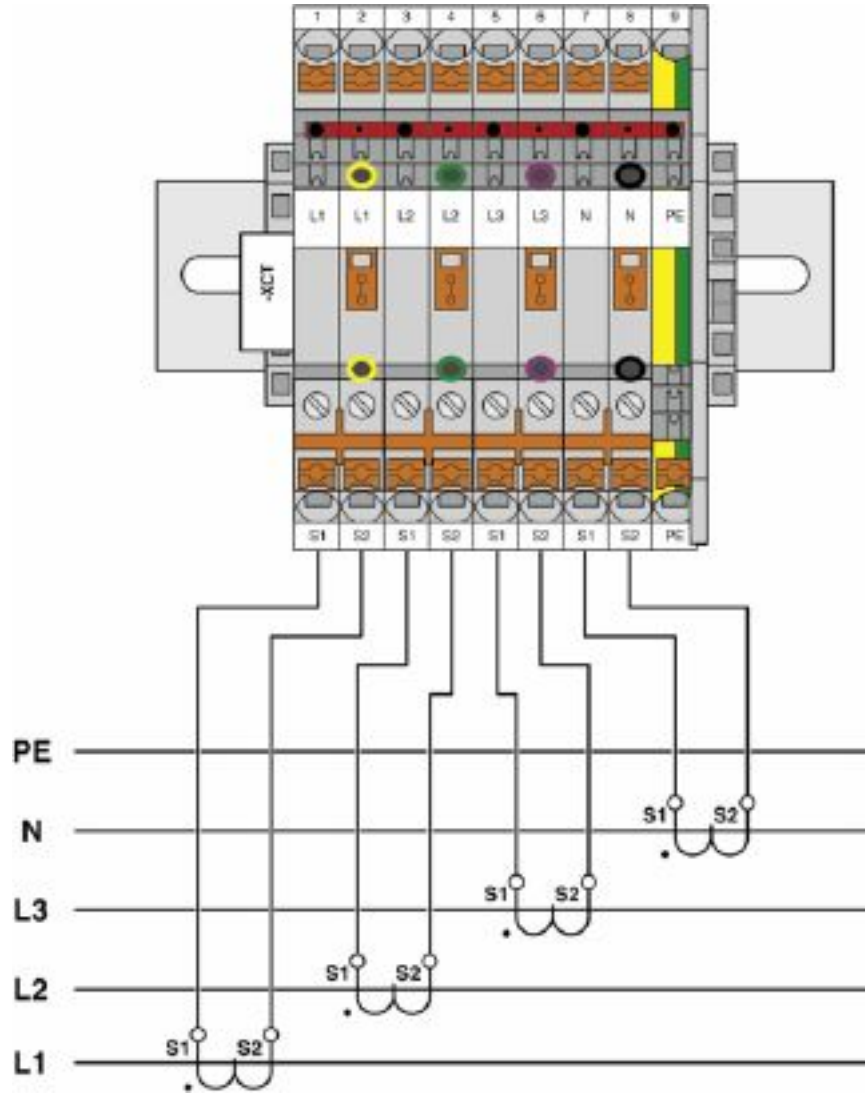 1 2 3 4 5 6 7 8 9
L1 L1 L2 L2 L3 L3 N N PE
-XCT
S1 S2 S1 S2 S1 S2 S1 S2 PE
PE
S1 S2
N
S1 S2
L3
S1 S2
L2
S1 S2
L1